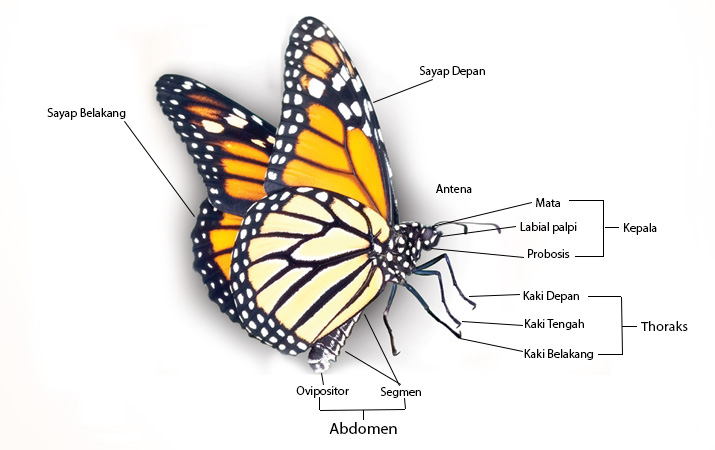 Sayap Depan
Sayap Belakang
Antena
Mata
Labial palpi
Kepala
Probosis
Kaki Depan
Kaki Tengah
Thoraks
Kaki Belakang
Ovipositor
Segmen
Abdomen